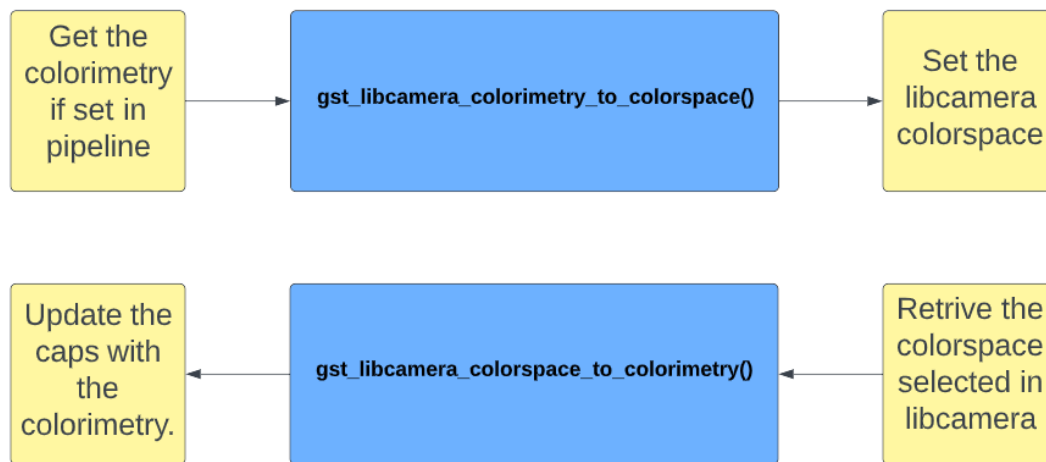 Get the
colorimetry
if set in
pipeline
gst_libcamera_colorimetry_to_colorspace()
Set the
libcamera
colorspace
Update the
caps with
the
colorimetry.
gst_libcamera_colorspace_to_colorimetry()
Retrive the
colorspace
selected in
libcamera